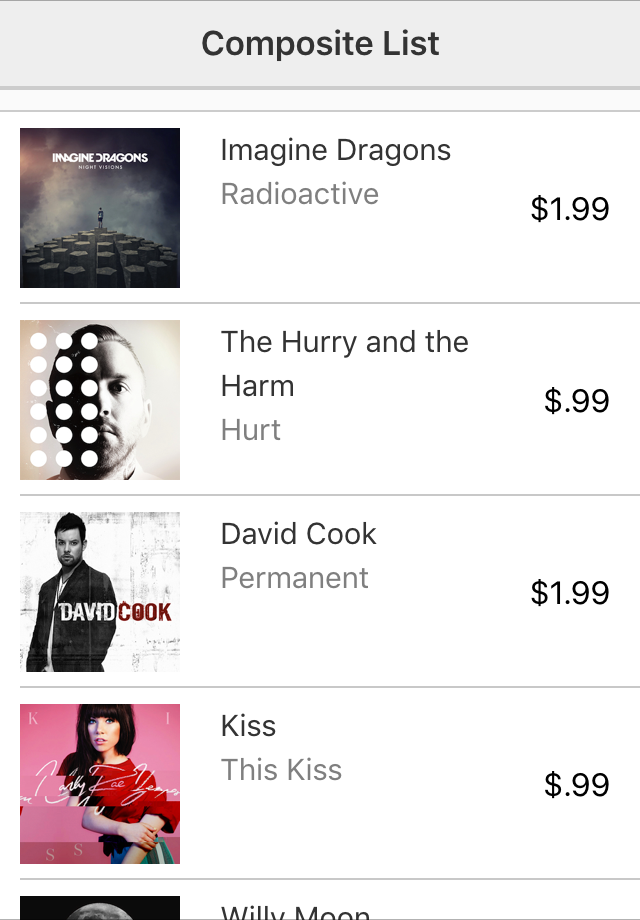 Composite List
IMAGINE DRAGONS
NIGHT VISIONS
Imagine Dragons
Radioactive
$1.99
The Hurry and the
Harm
Hurt
$.99
DAVID COOK
David Cook
Permanent
$1.99
K I
Carly Rae Jepsen
S S
Kiss
This Kiss
$.99
Willy Moon